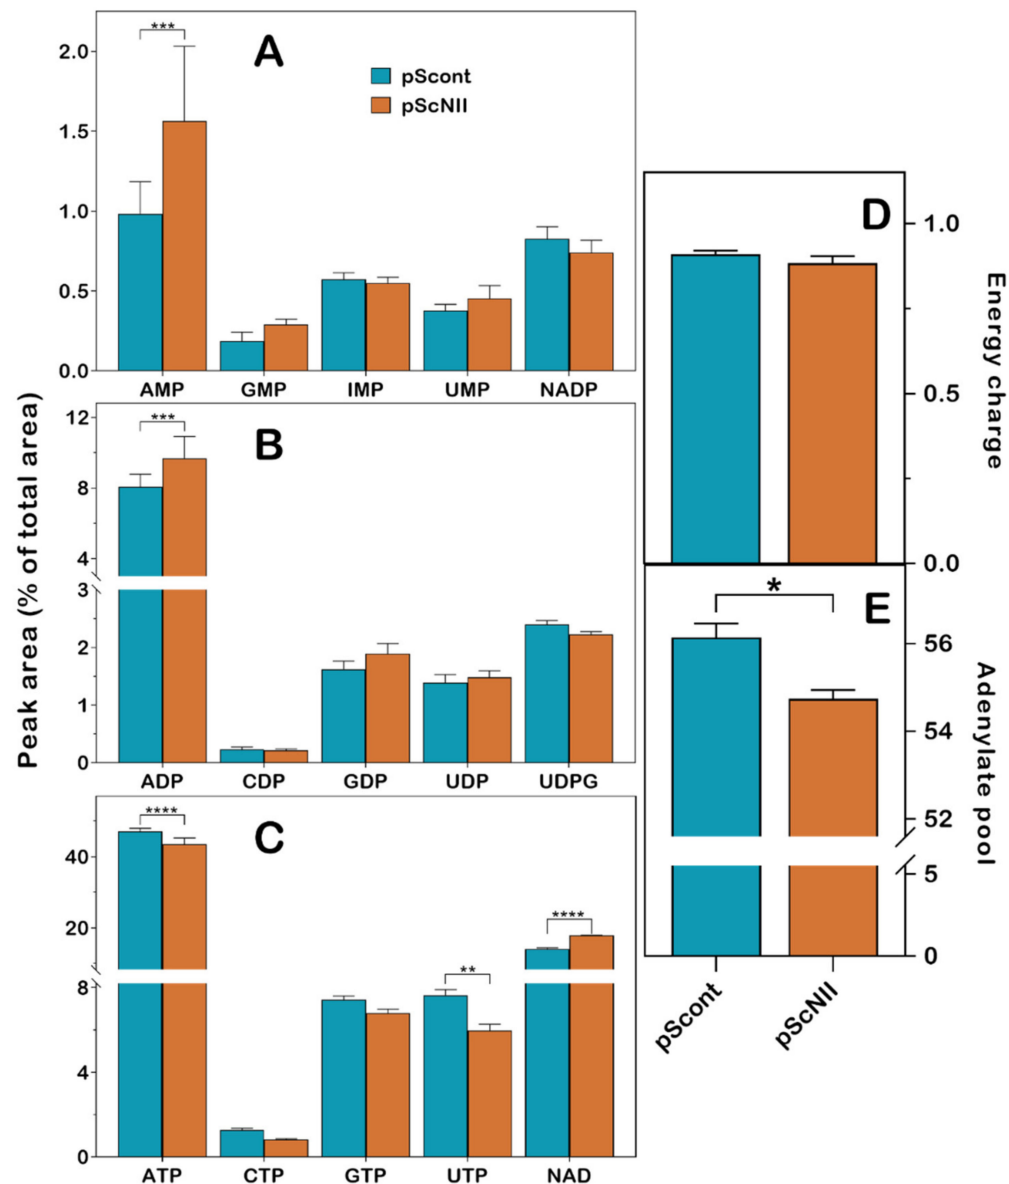 Peak area (% of total area)
***
A
pScont
pScNII
2.0
1.5
1.0
0.5
0.0
AMP GMP IMP UMP NADP
***
B
12
8
4
3
2
1
0
ADP CDP GDP UDP UDPG
****
C
**
****
40
20
8
4
0
ATP CTP GTP UTP NAD
D
1.0
0.5
0.0
Energy charge
*
E
56
54
52
5
0
Adenylate pool
pScont pScNII